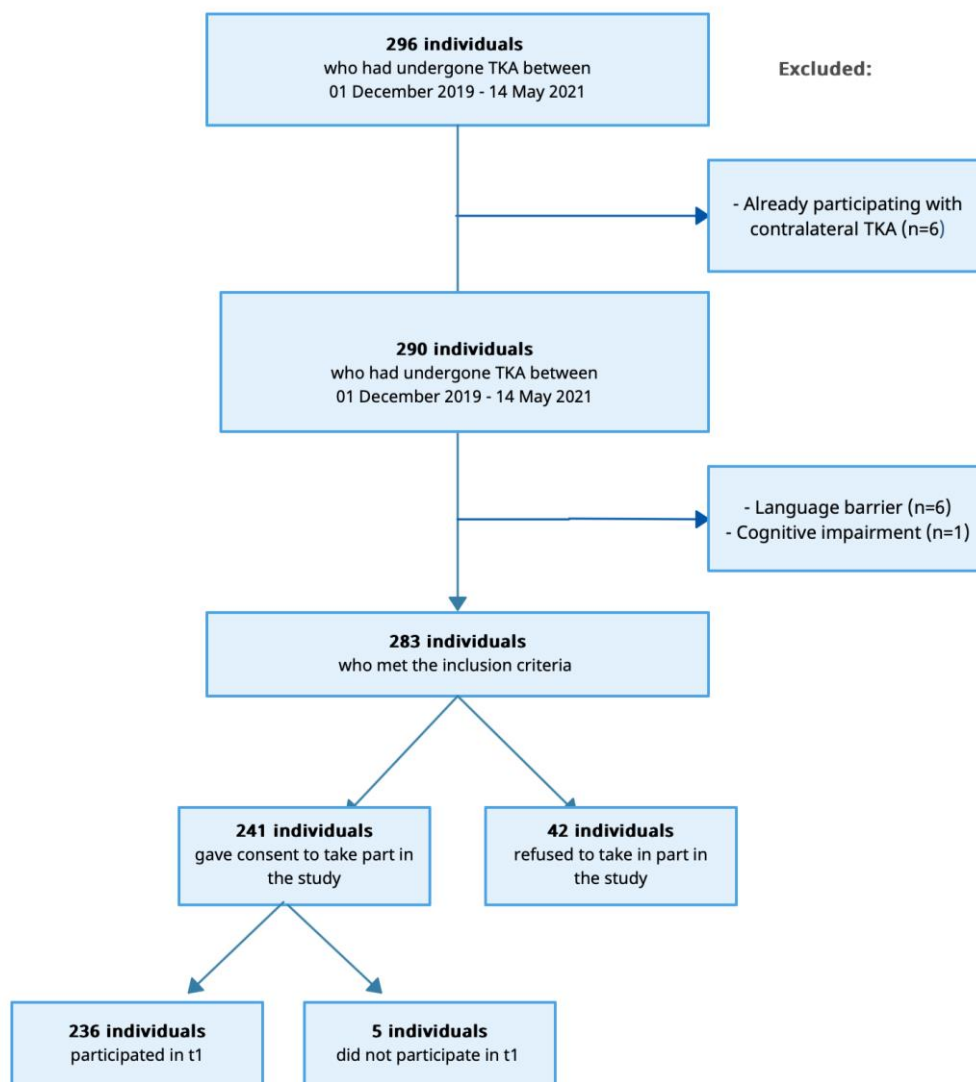 296 individuals
who had undergone TKA between
01 December 2019 - 14 May 2021
Excluded:
- Already participating with
contralateral TKA (n=6)
290 individuals
who had undergone TKA between
01 December 2019 - 14 May 2021
- Language barrier (n=6)
- Cognitive impairment (n=1)
283 individuals
who met the inclusion criteria
241 individuals
gave consent to take part in
the study
42 individuals
refused to take in part in
the study
236 individuals
participated in t1
5 individuals
did not participate in t1